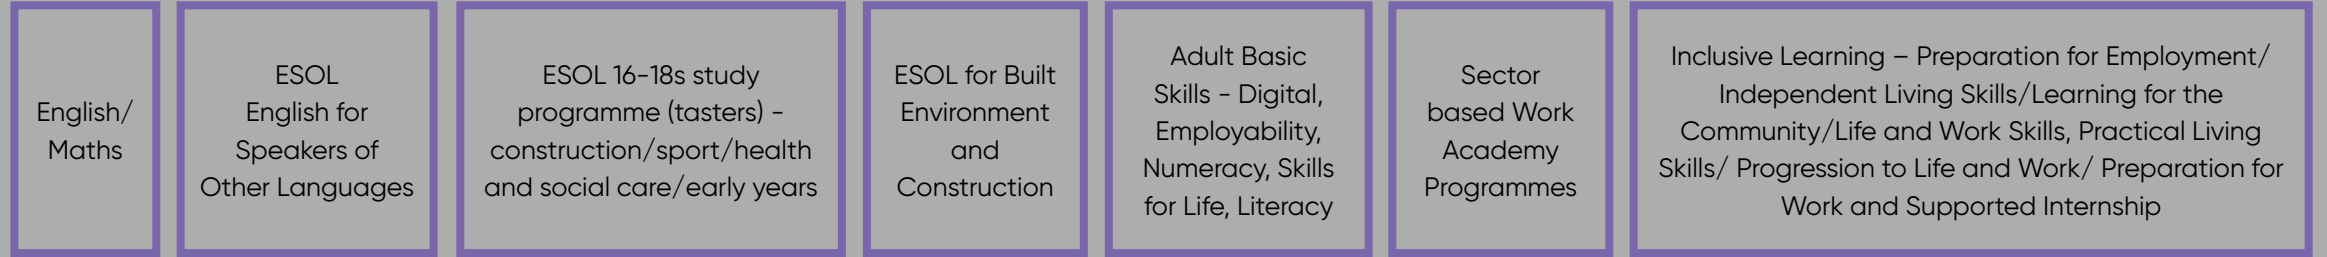 English/
Maths
ESOL
English for
Speakers of
Other Languages
ESOL 16-18s study
programme (tasters) -
construction/sport/health
and social care/early years
ESOL for Built
Environment
and
Construction
Adult Basic
Skills - Digital,
Employability,
Numeracy, Skills
for Life, Literacy
Sector
based Work
Academy
Programmes
Inclusive Learning – Preparation for Employment/
Independent Living Skills/Learning for the
Community/Life and Work Skills, Practical Living
Skills/ Progression to Life and Work/ Preparation for
Work and Supported Internship